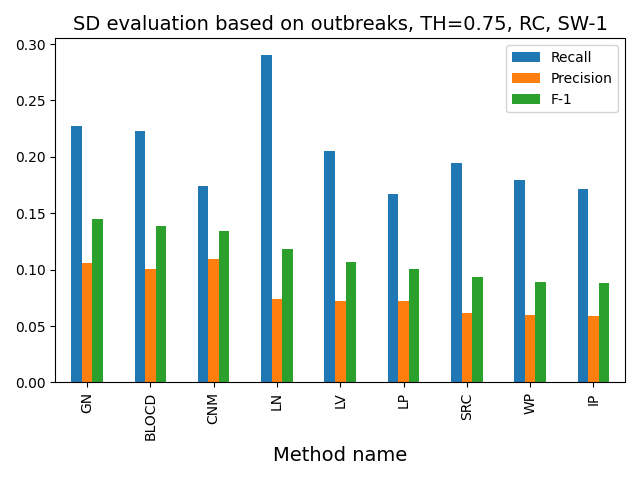 SD evaluation based on outbreaks, TH=0.75, RC, SW-1
Recall
Precision
F-1
0.30
0.25
0.20
0.15
0.10
0.05
0.00
GN
BLOCD
CNM
LN
LV
LP
SRC
WP
IP
Method name